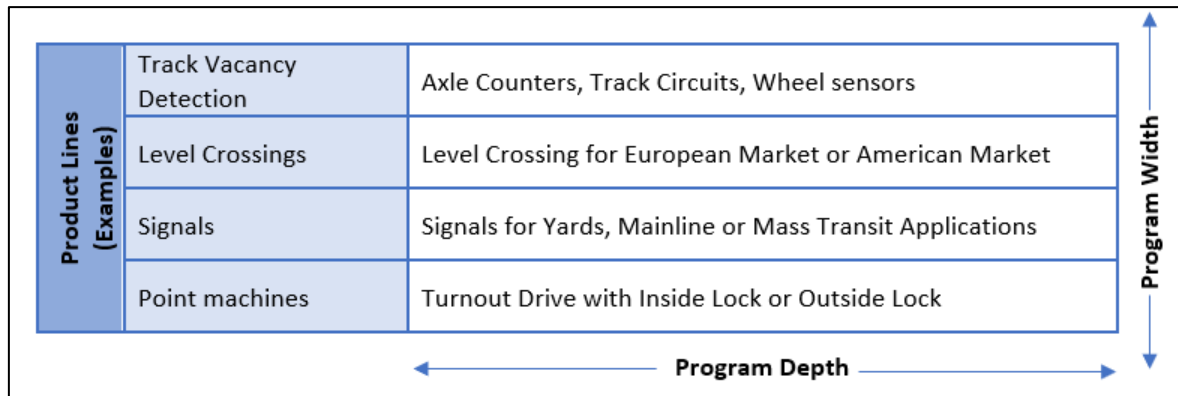 Product Lines
(Examples)
Track Vacancy
Detection
Axle Counters, Track Circuits, Wheel sensors
Level Crossings
Level Crossing for European Market or American Market
Signals
Signals for Yards, Mainline or Mass Transit Applications
Point machines
Turnout Drive with Inside Lock or Outside Lock
Program Width
Program Depth